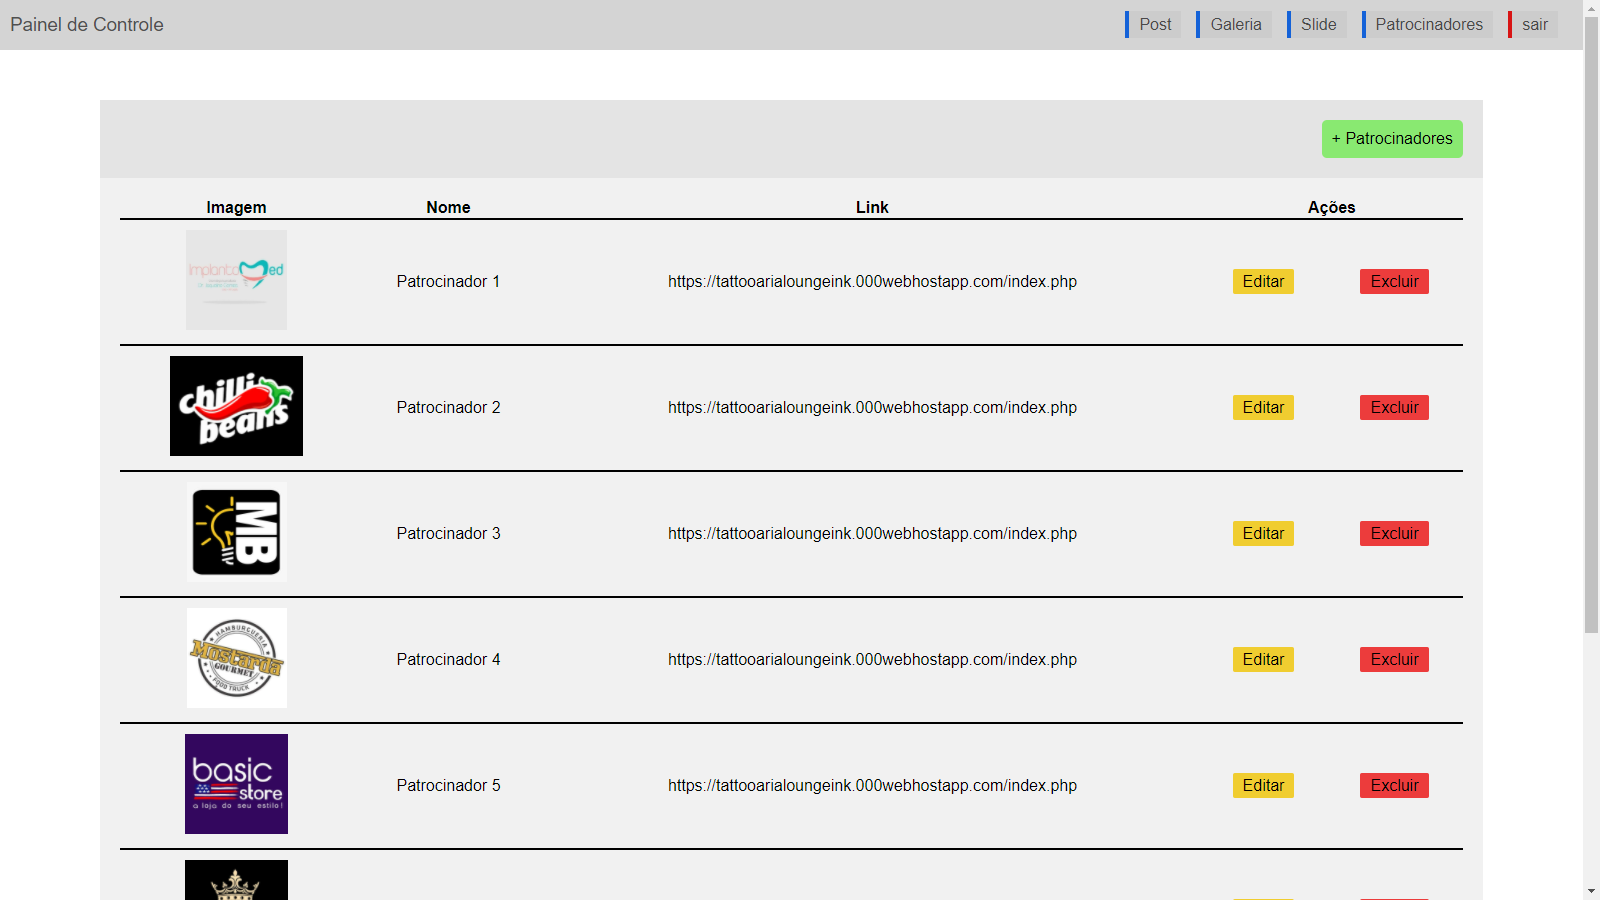 Painel de Controle
Post Galeria Slide Patrocinadores sair
+ Patrocinadores
Imagem Nome Link Ações
Implanto ed
Patrocinador 1 https://tattooarialoungeink.000webhostapp.com/index.php Editar Excluir
chilli
beans
Patrocinador 2 https://tattooarialoungeink.000webhostapp.com/index.php Editar Excluir
MB
Patrocinador 3 https://tattooarialoungeink.000webhostapp.com/index.php Editar Excluir
HAMBURGUERIA
Mostarda
GOURMET
FOOD TRUCK
Patrocinador 4 https://tattooarialoungeink.000webhostapp.com/index.php Editar Excluir
basic
store
a loja do seu estilo!
Patrocinador 5 https://tattooarialoungeink.000webhostapp.com/index.php Editar Excluir